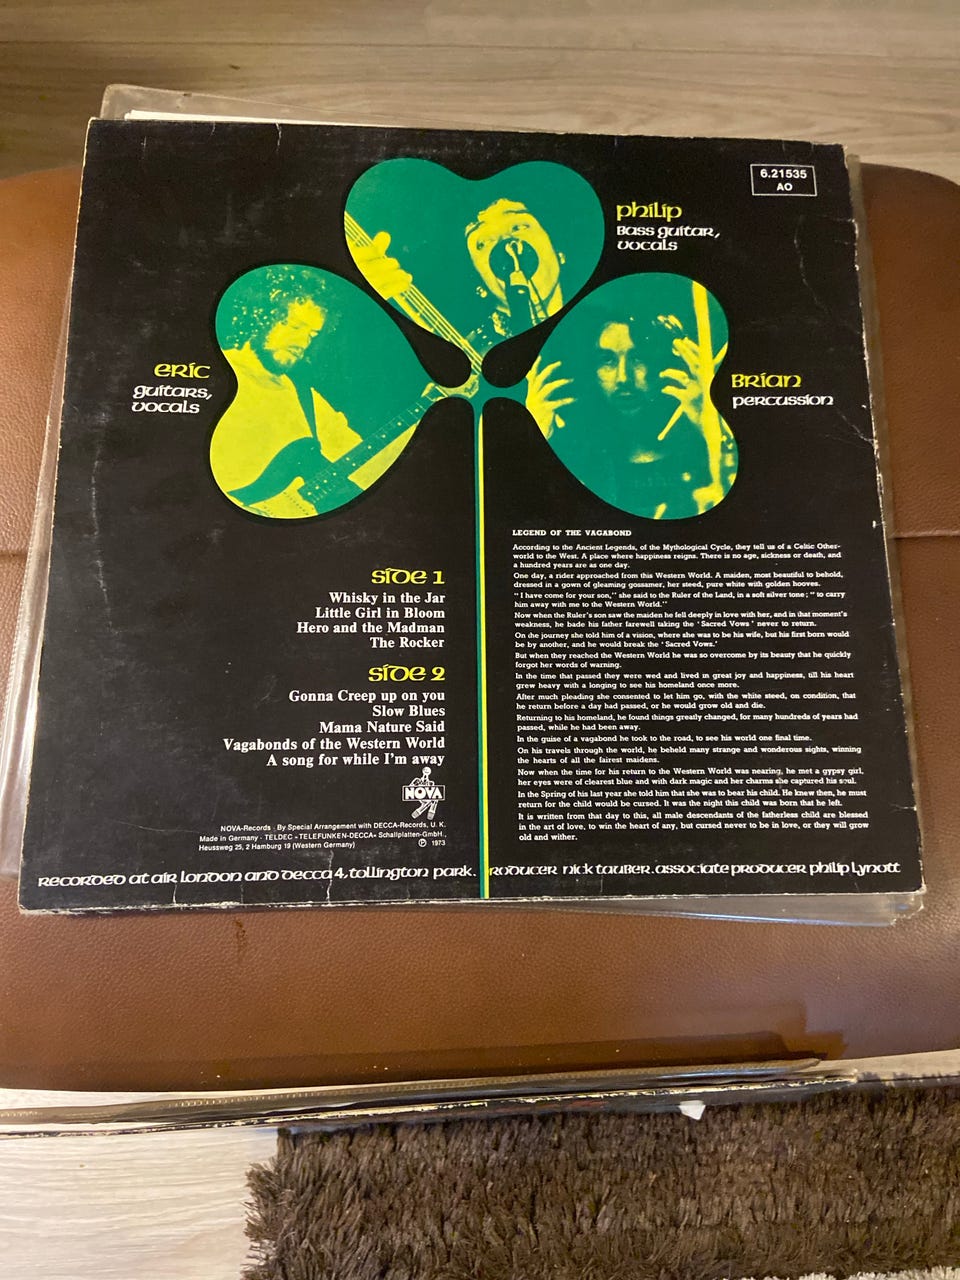 6.21535
AO
Philip
Bass guitar,
vocals
Eric
guitars,
vocals
Brian
percussion
Side 1
Whisky in the Jar
Little Girl in Bloom
Hero and the Madman
The Rocker
Side 2
Gonna Creep up on you
Slow Blues
Mama Nature Said
Vagabonds of the Western World
A song for while I'm away
NOVA
NOVA-Records · By Special Arrangement with DECCA-Records, U. K.
Made in Germany · TELDEC »TELEFUNKEN-DECCA« Schallplatten-GmbH.,
Heussweg 25, 2 Hamburg 19 (Western Germany) Ⓟ 1973
LEGEND OF THE VAGABOND
According to the Ancient Legends, of the Mythological Cycle, they tell us of a Celtic Other-
world to the West. A place where happiness reigns. There is no age, sickness or death, and
a hundred years are as one day.
One day, a rider approached from this Western World. A maiden, most beautiful to behold,
dressed in a gown of gleaming gossamer, her steed, pure white with golden hooves.
"I have come for your son," she said to the Ruler of the Land, in a soft silver tone; "to carry
him away with me to the Western World."
Now when the Ruler's son saw the maiden he fell deeply in love with her, and in that moment's
weakness, he bade his father farewell taking the 'Sacred Vows' never to return.
On the journey she told him of a vision, where she was to be his wife, but his first born would
be by another, and he would break the 'Sacred Vows.
But when they reached the Western World he was so overcome by its beauty that he quickly
forgot her words of warning.
In the time that passed they were wed and lived in great joy and happiness, till his heart
grew heavy with a longing to see his homeland once more.
After much pleading she consented to let him go, with the white steed, on condition, that
he return before a day had passed, or he would grow old and die.
Returning to his homeland, he found things greatly changed, for many hundreds of years had
passed, while he had been away.
In the guise of a vagabond he took to the road, to see his world one final time.
On his travels through the world, he beheld many strange and wonderous sights, winning
the hearts of all the fairest maidens.
Now when the time for his return to the Western World was nearing, he met a gypsy girl,
her eyes were of clearest blue and with dark magic and her charms she captured his soul.
In the Spring of his last year she told him that she was to bear his child. He knew then, he must
return for the child would be cursed. It was the night this child was born that he left.
It is written from that day to this, all male descendants of the fatherless child are blessed
in the art of love, to win the heart of any, but cursed never to be in love, or they will grow
old and wither.
Recorded at air London and Decca 4, tollington park. Producer nick tauber. associate producer philip Lynott